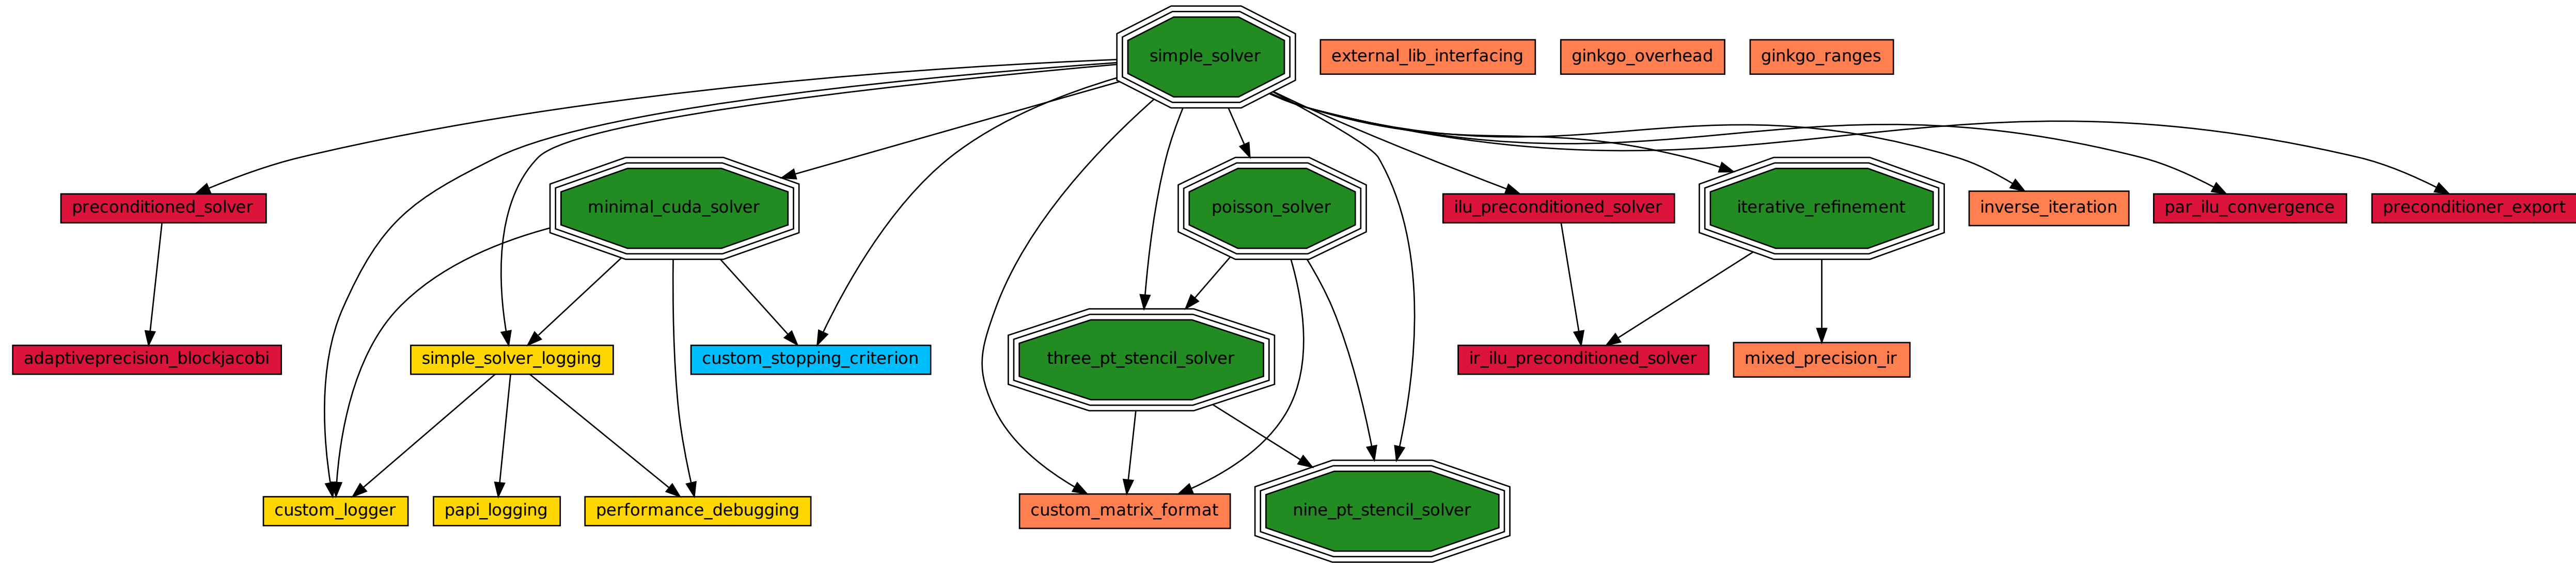 simple_solver
external_lib_interfacing
ginkgo_overhead
ginkgo_ranges
preconditioned_solver
minimal_cuda_solver
poisson_solver
ilu_preconditioned_solver
iterative_refinement
inverse_iteration
par_ilu_convergence
preconditioner_export
adaptiveprecision_blockjacobi
simple_solver_logging
custom_stopping_criterion
three_pt_stencil_solver
ir_ilu_preconditioned_solver
mixed_precision_ir
custom_logger
papi_logging
performance_debugging
custom_matrix_format
nine_pt_stencil_solver